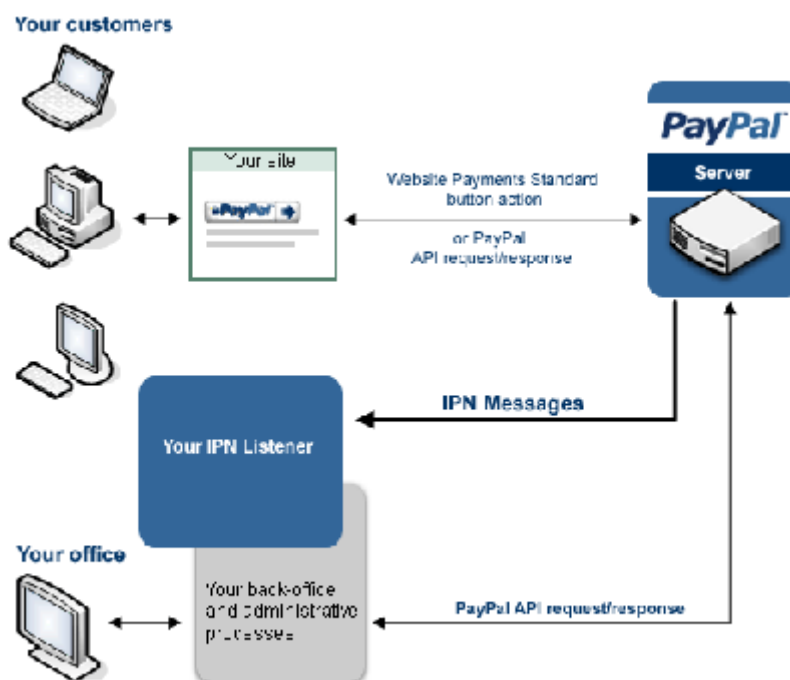 Your customers
PayPal
Server
Your site
PayPal
Website Payments Standard
button action
or PayPal
API request/response
IPN Messages
Your IPN Listener
Your office
Your back-office
and administrative
processes
PayPal API request/response